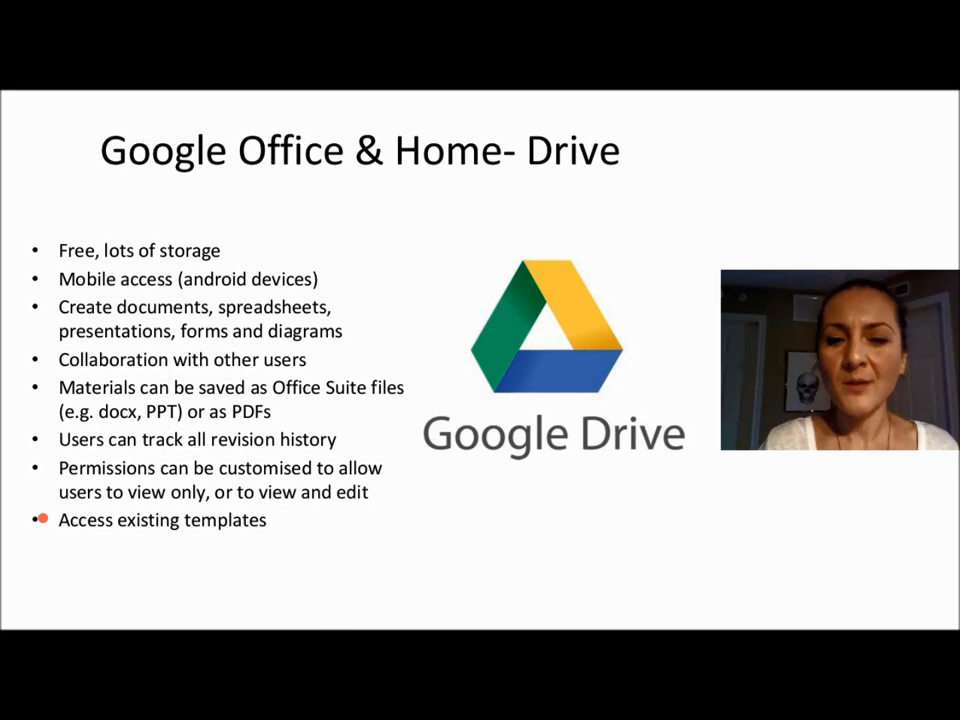 Google Office & Home- Drive
• Free, lots of storage
• Mobile access (android devices)
• Create documents, spreadsheets,
presentations, forms and diagrams
• Collaboration with other users
• Materials can be saved as Office Suite files
(e.g. docx, PPT) or as PDFs
• Users can track all revision history
• Permissions can be customised to allow
users to view only, or to view and edit
• Access existing templates
Google Drive